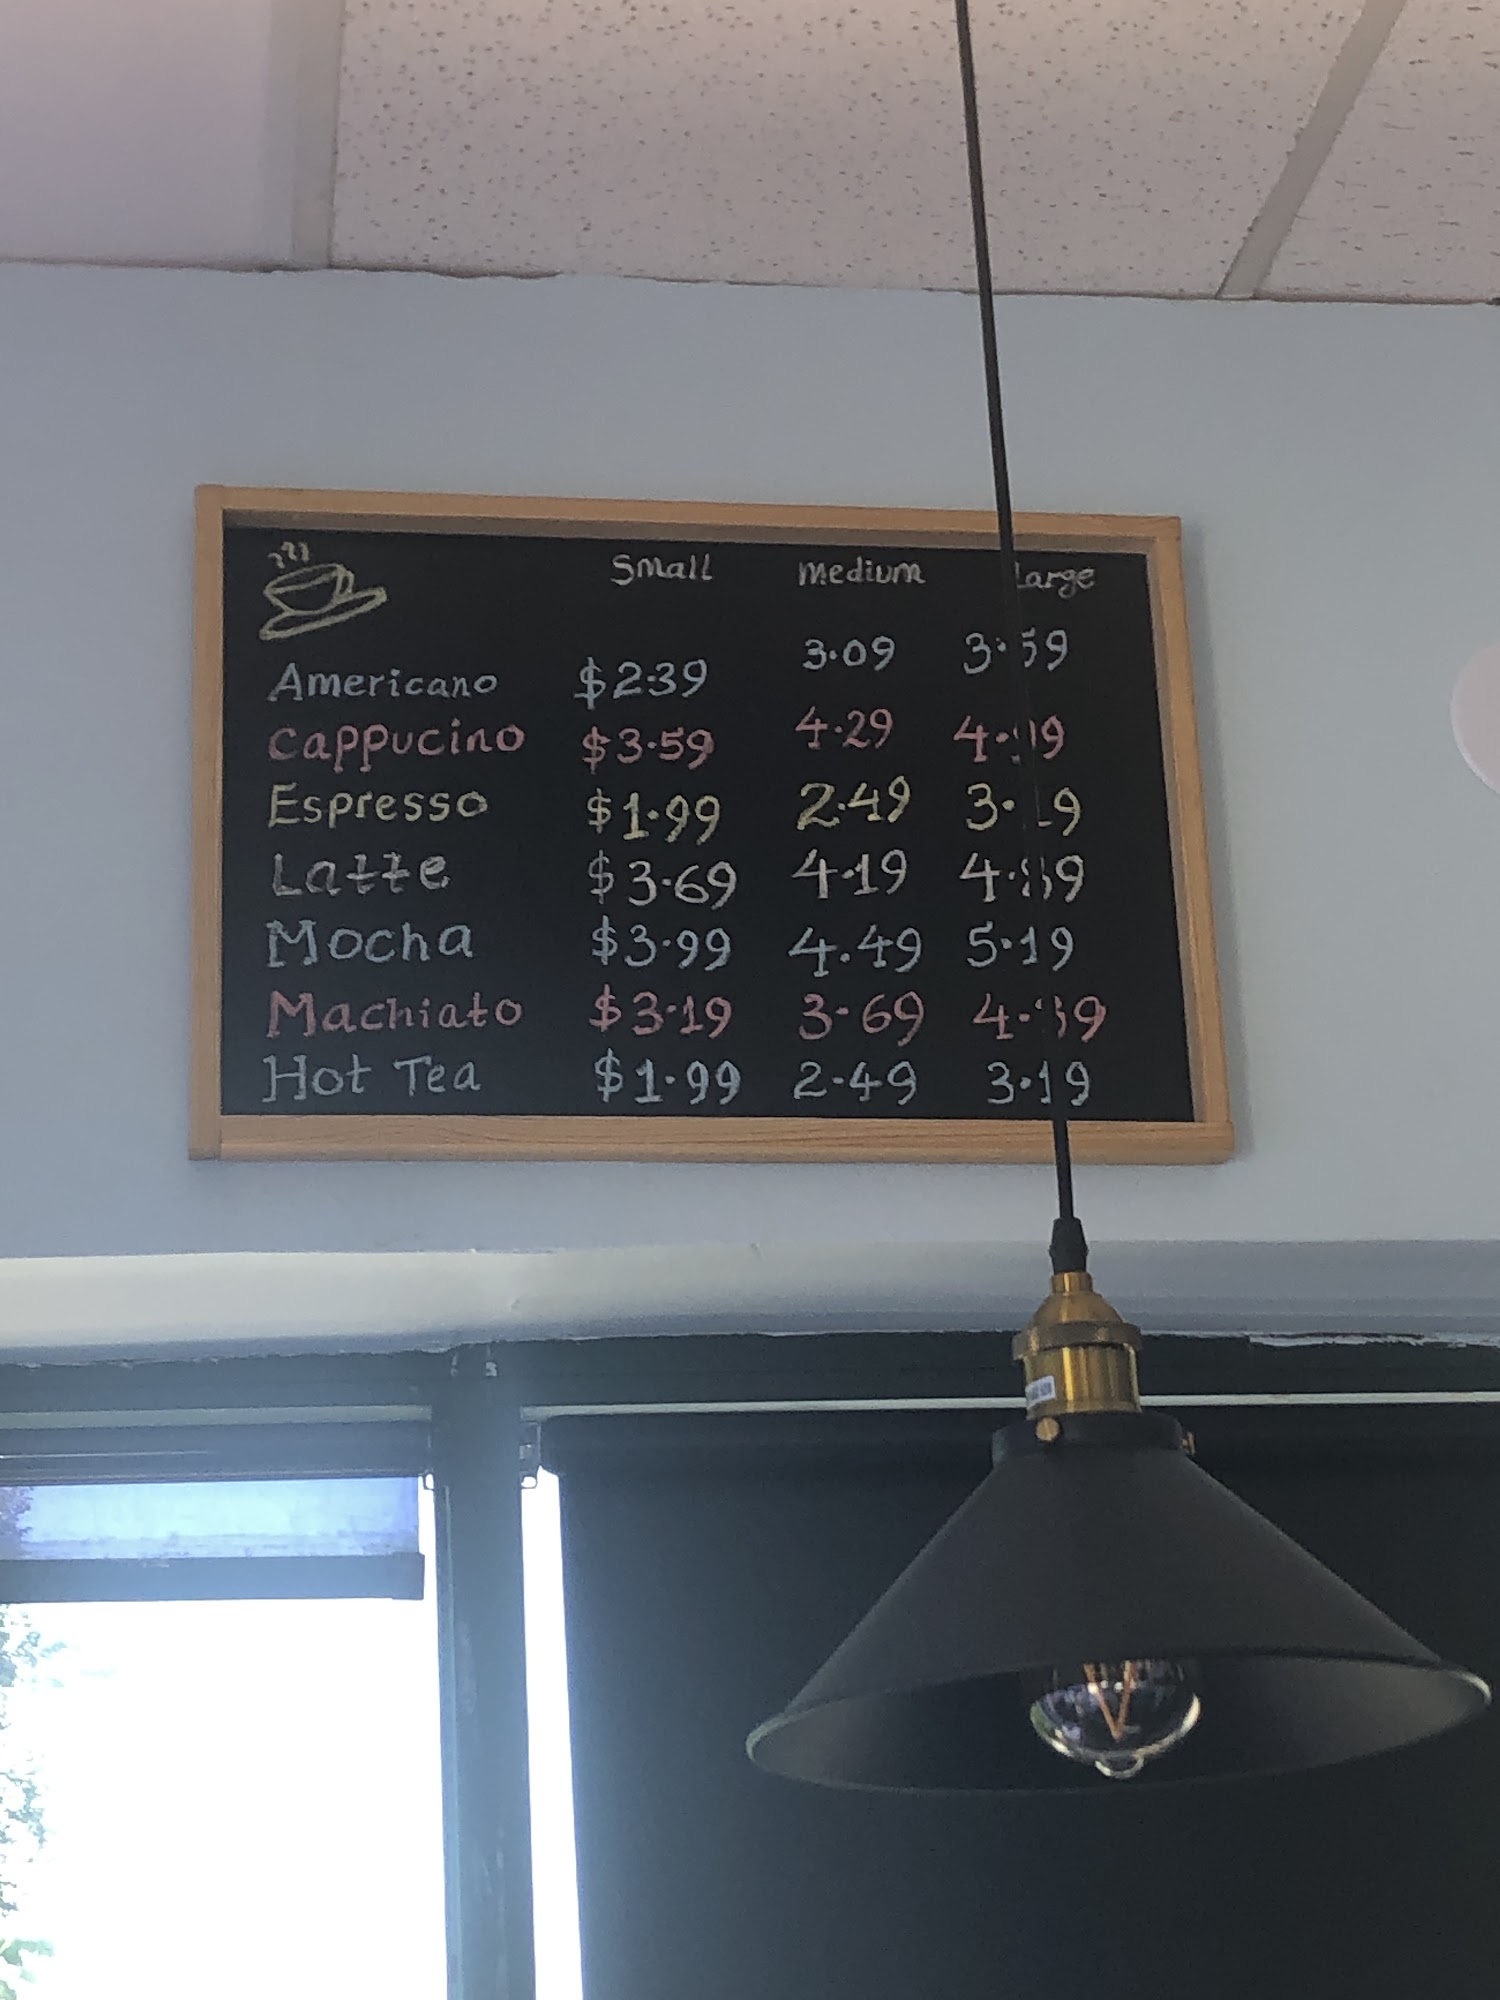 Small Medium Large
Americano $2.39 3.09 3.59
Cappucino $3.59 4.29
Espresso $1.99 2.49
Latte $3.69 4.19
Mocha $3.99 4.49 5.19
Machiato $3.19 3.69
Hot Tea $1.99 2.49 3.19